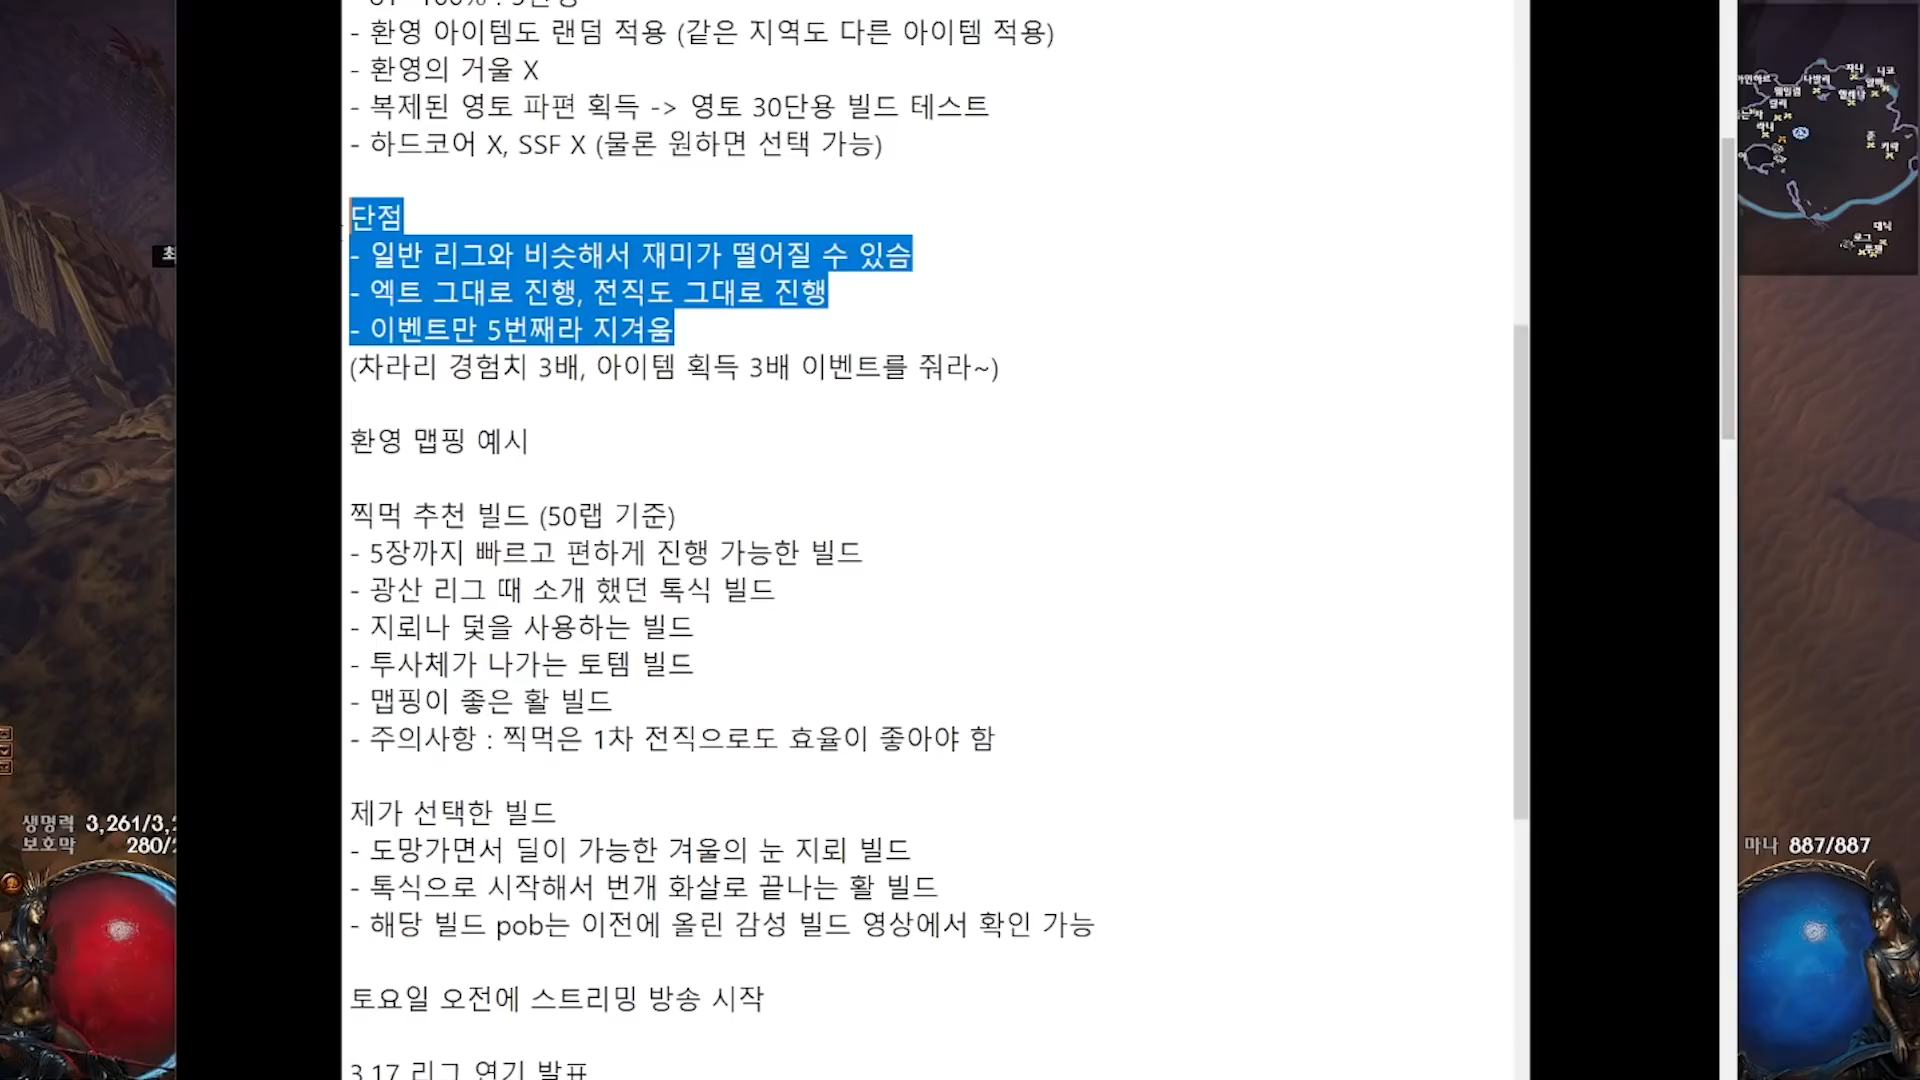 - 환영 아이템도 랜덤 적용 (같은 지역도 다른 아이템 적용)
- 환영의 거울 X
- 복제된 영토 파편 획득 -> 영토 30단용 빌드 테스트
- 하드코어 X, SSF X (물론 원하면 선택 가능)
단점
- 일반 리그와 비슷해서 재미가 떨어질 수 있슴
- 엑트 그대로 진행, 전직도 그대로 진행
- 이벤트만 5번째라 지겨움
(차라리 경험치 3배, 아이템 획득 3배 이벤트를 줘라~)
환영 맵핑 예시
찍먹 추천 빌드 (50랩 기준)
- 5장까지 빠르고 편하게 진행 가능한 빌드
- 광산 리그 때 소개 했던 톡식 빌드
- 지뢰나 덫을 사용하는 빌드
- 투사체가 나가는 토템 빌드
- 맵핑이 좋은 활 빌드
- 주의사항 : 찍먹은 1차 전직으로도 효율이 좋아야 함
제가 선택한 빌드
- 도망가면서 딜이 가능한 겨울의 눈 지뢰 빌드
- 톡식으로 시작해서 번개 화살로 끝나는 활 빌드
- 해당 빌드 pob는 이전에 올린 감성 빌드 영상에서 확인 가능
토요일 오전에 스트리밍 방송 시작
3.17 리그 연기 발표
생명력 3,261/3,
보호막 280/
마나 887/887